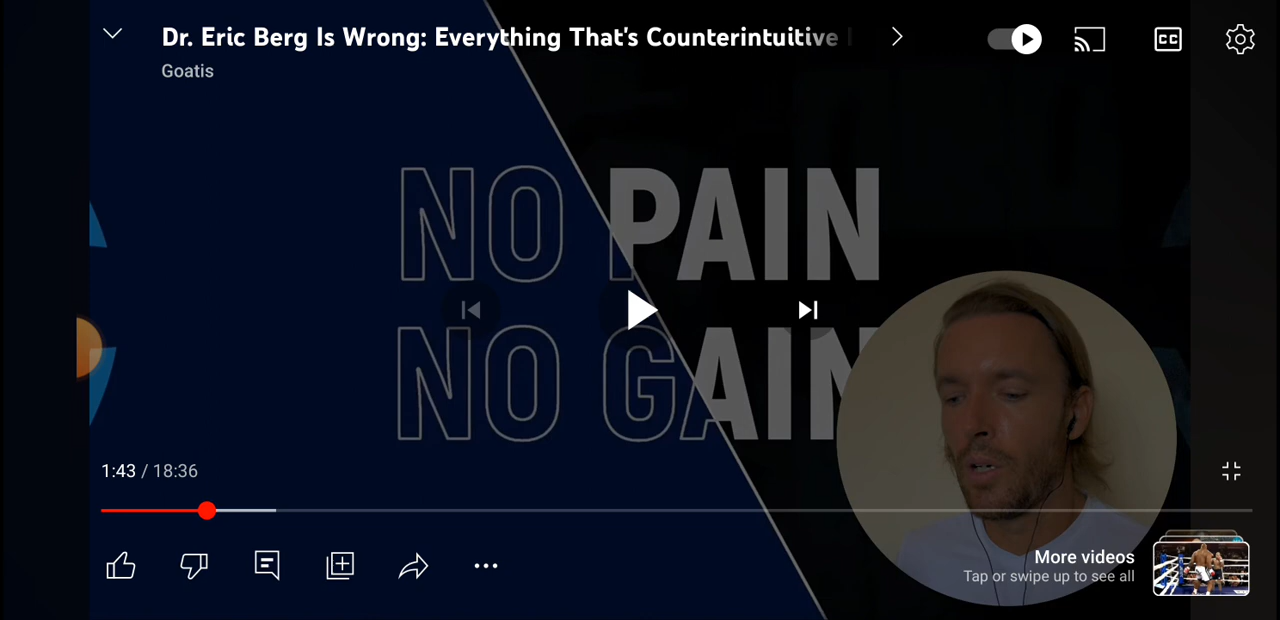 Dr. Eric Berg Is Wrong: Everything That's Counterintuitive
Goatis
CC
NO PAIN
NO GAIN
1:43 / 18:36
More videos
Tap or swipe up to see all